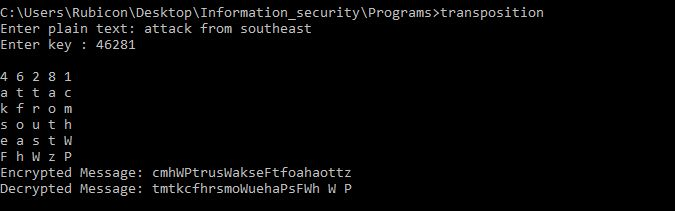 C:\Users\Rubicon\Desktop\Information_security\Programs>transposition
Enter plain text: attack from southeast
Enter key : 46281
4 6 2 8 1
a t t a c
k f r o m
s o u t h
e a s t W
F h W z P
Encrypted Message: cmhWPtrusWakseFtfoahaottz
Decrypted Message: tmtkcfhrsmoWuehaPsFWh W P